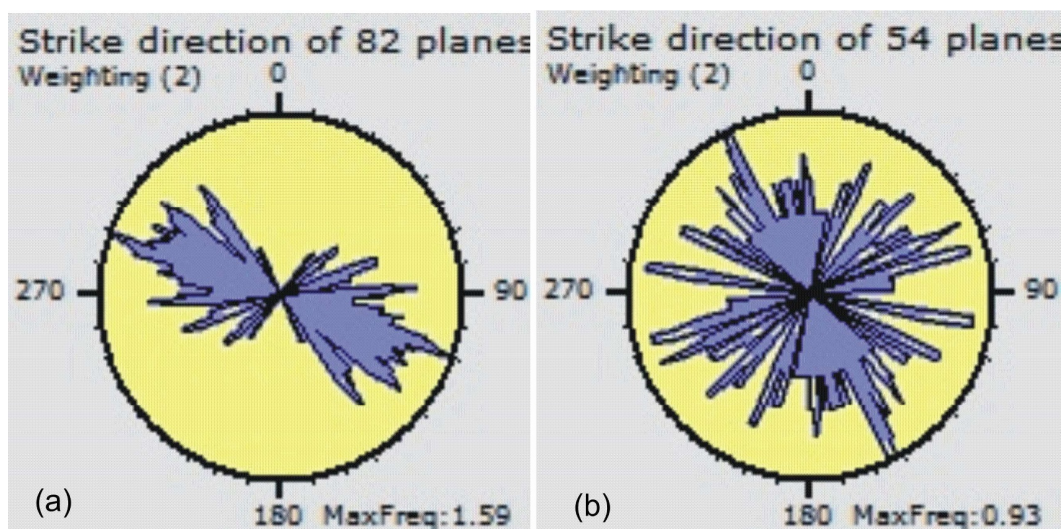 Strike direction of 82 planes
Weighting (2)
0
270
90
180 MaxFreq:1.59
(a)
Strike direction of 54 planes
Weighting (2)
0
270
90
180 MaxFreq:0.93
(b)